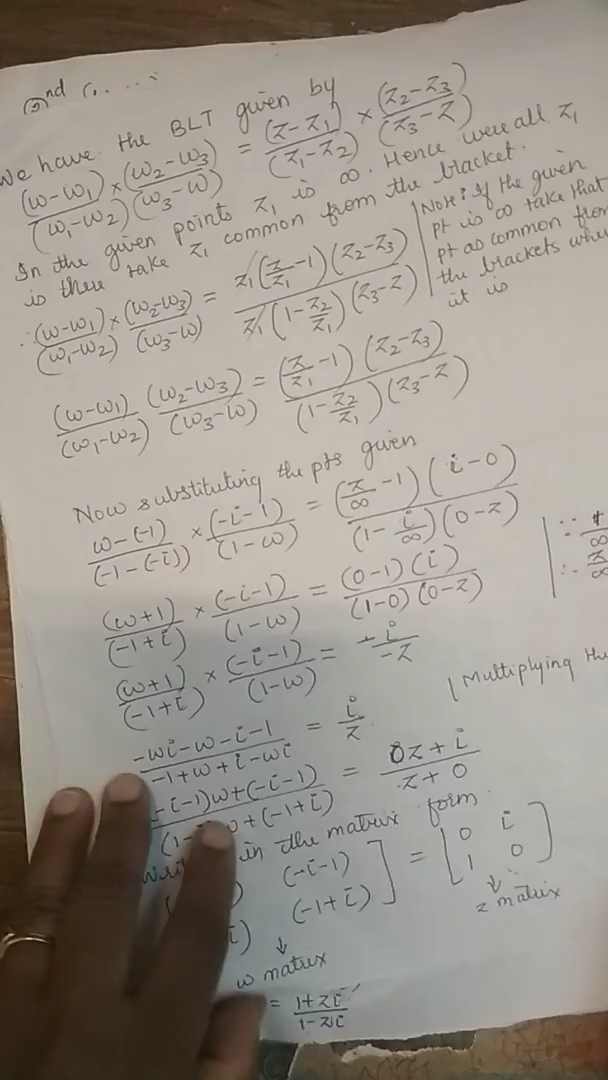 2nd
We have the BLT given by
(w-w₁)/(w₁-w₂) × (w₂-w₃)/(w₃-w) = (z-z₁)/(z₁-z₂) × (z₂-z₃)/(z₃-z)
In the given points z₁ is ∞. Hence were all z₁
is there take z₁ common from the bracket.
Note: If the given
pt is ∞ take that
pt as common from
the brackets
it is
∴ (w-w₁)/(w₁-w₂) × (w₂-w₃)/(w₃-w) = z₁(z/z₁ -1)(z₂-z₃)/z₁(1-z₂/z₁)(z₃-z)
(w-w₁)/(w₁-w₂) (w₂-w₃)/(w₃-w) = (z/z₁ -1)(z₂-z₃)/(1-z₂/z₁)(z₃-z)
Now substituting the pts given
w-(-1)/(-1-(-i)) × (-i-1)/(1-w) = (z/∞ -1)(i-0)/(1-i/∞)(0-z)
(w+1)/(-1+i) × (-i-1)/(1-w) = (0-1)(i)/(1-0)(0-z)
∵ 1/∞
∴ z/∞
(w+1)/(-1+i) × (-i-1)/(1-w) = -i/-z
Multiplying
-wi-w-i-1/-1+w+i-wi = i/z
-i-1)w+(-i-1)/(1- +(-1+i) = 0z+i/z+0
in the matrix form
(-i-1) ] = [ 0 i
(-1+i) ] 1 0 ]
↓ w matrix
↓ z matrix
= 1+zi/1-zi